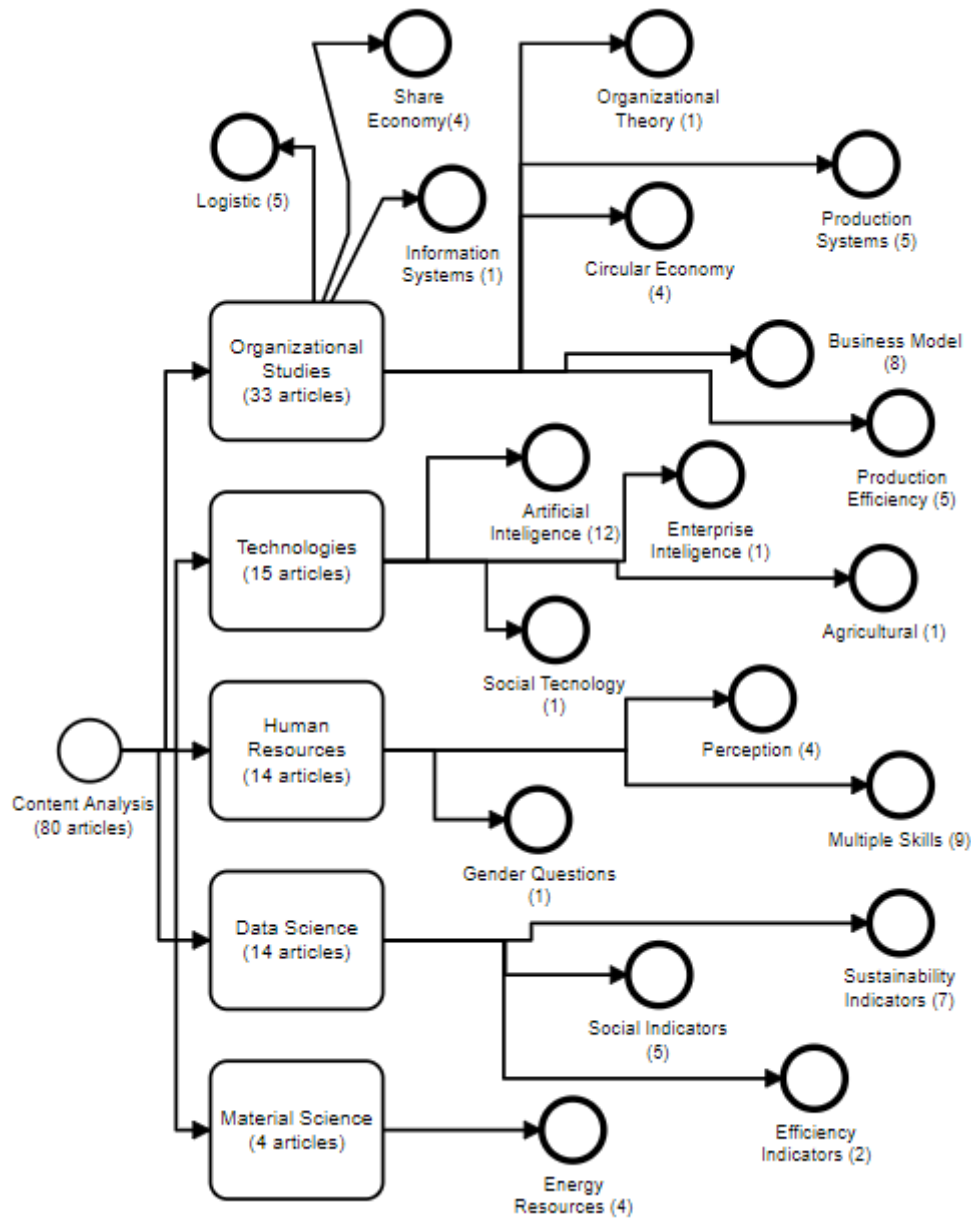 Share
Economy(4)
Organizational
Theory (1)
Logistic (5)
Information
Systems (1)
Production
Systems (5)
Circular Economy
(4)
Organizational
Studies
(33 articles)
Business Model
(8)
Production
Efficiency (5)
Artificial
Inteligence (12)
Enterprise
Inteligence (1)
Technologies
(15 articles)
Agricultural (1)
Social Tecnology
(1)
Human
Resources
(14 articles)
Perception (4)
Content Analysis
(80 articles)
Multiple Skills (9)
Gender Questions
(1)
Data Science
(14 articles)
Sustainability
Indicators (7)
Social Indicators
(5)
Material Science
(4 articles)
Efficiency
Indicators (2)
Energy
Resources (4)